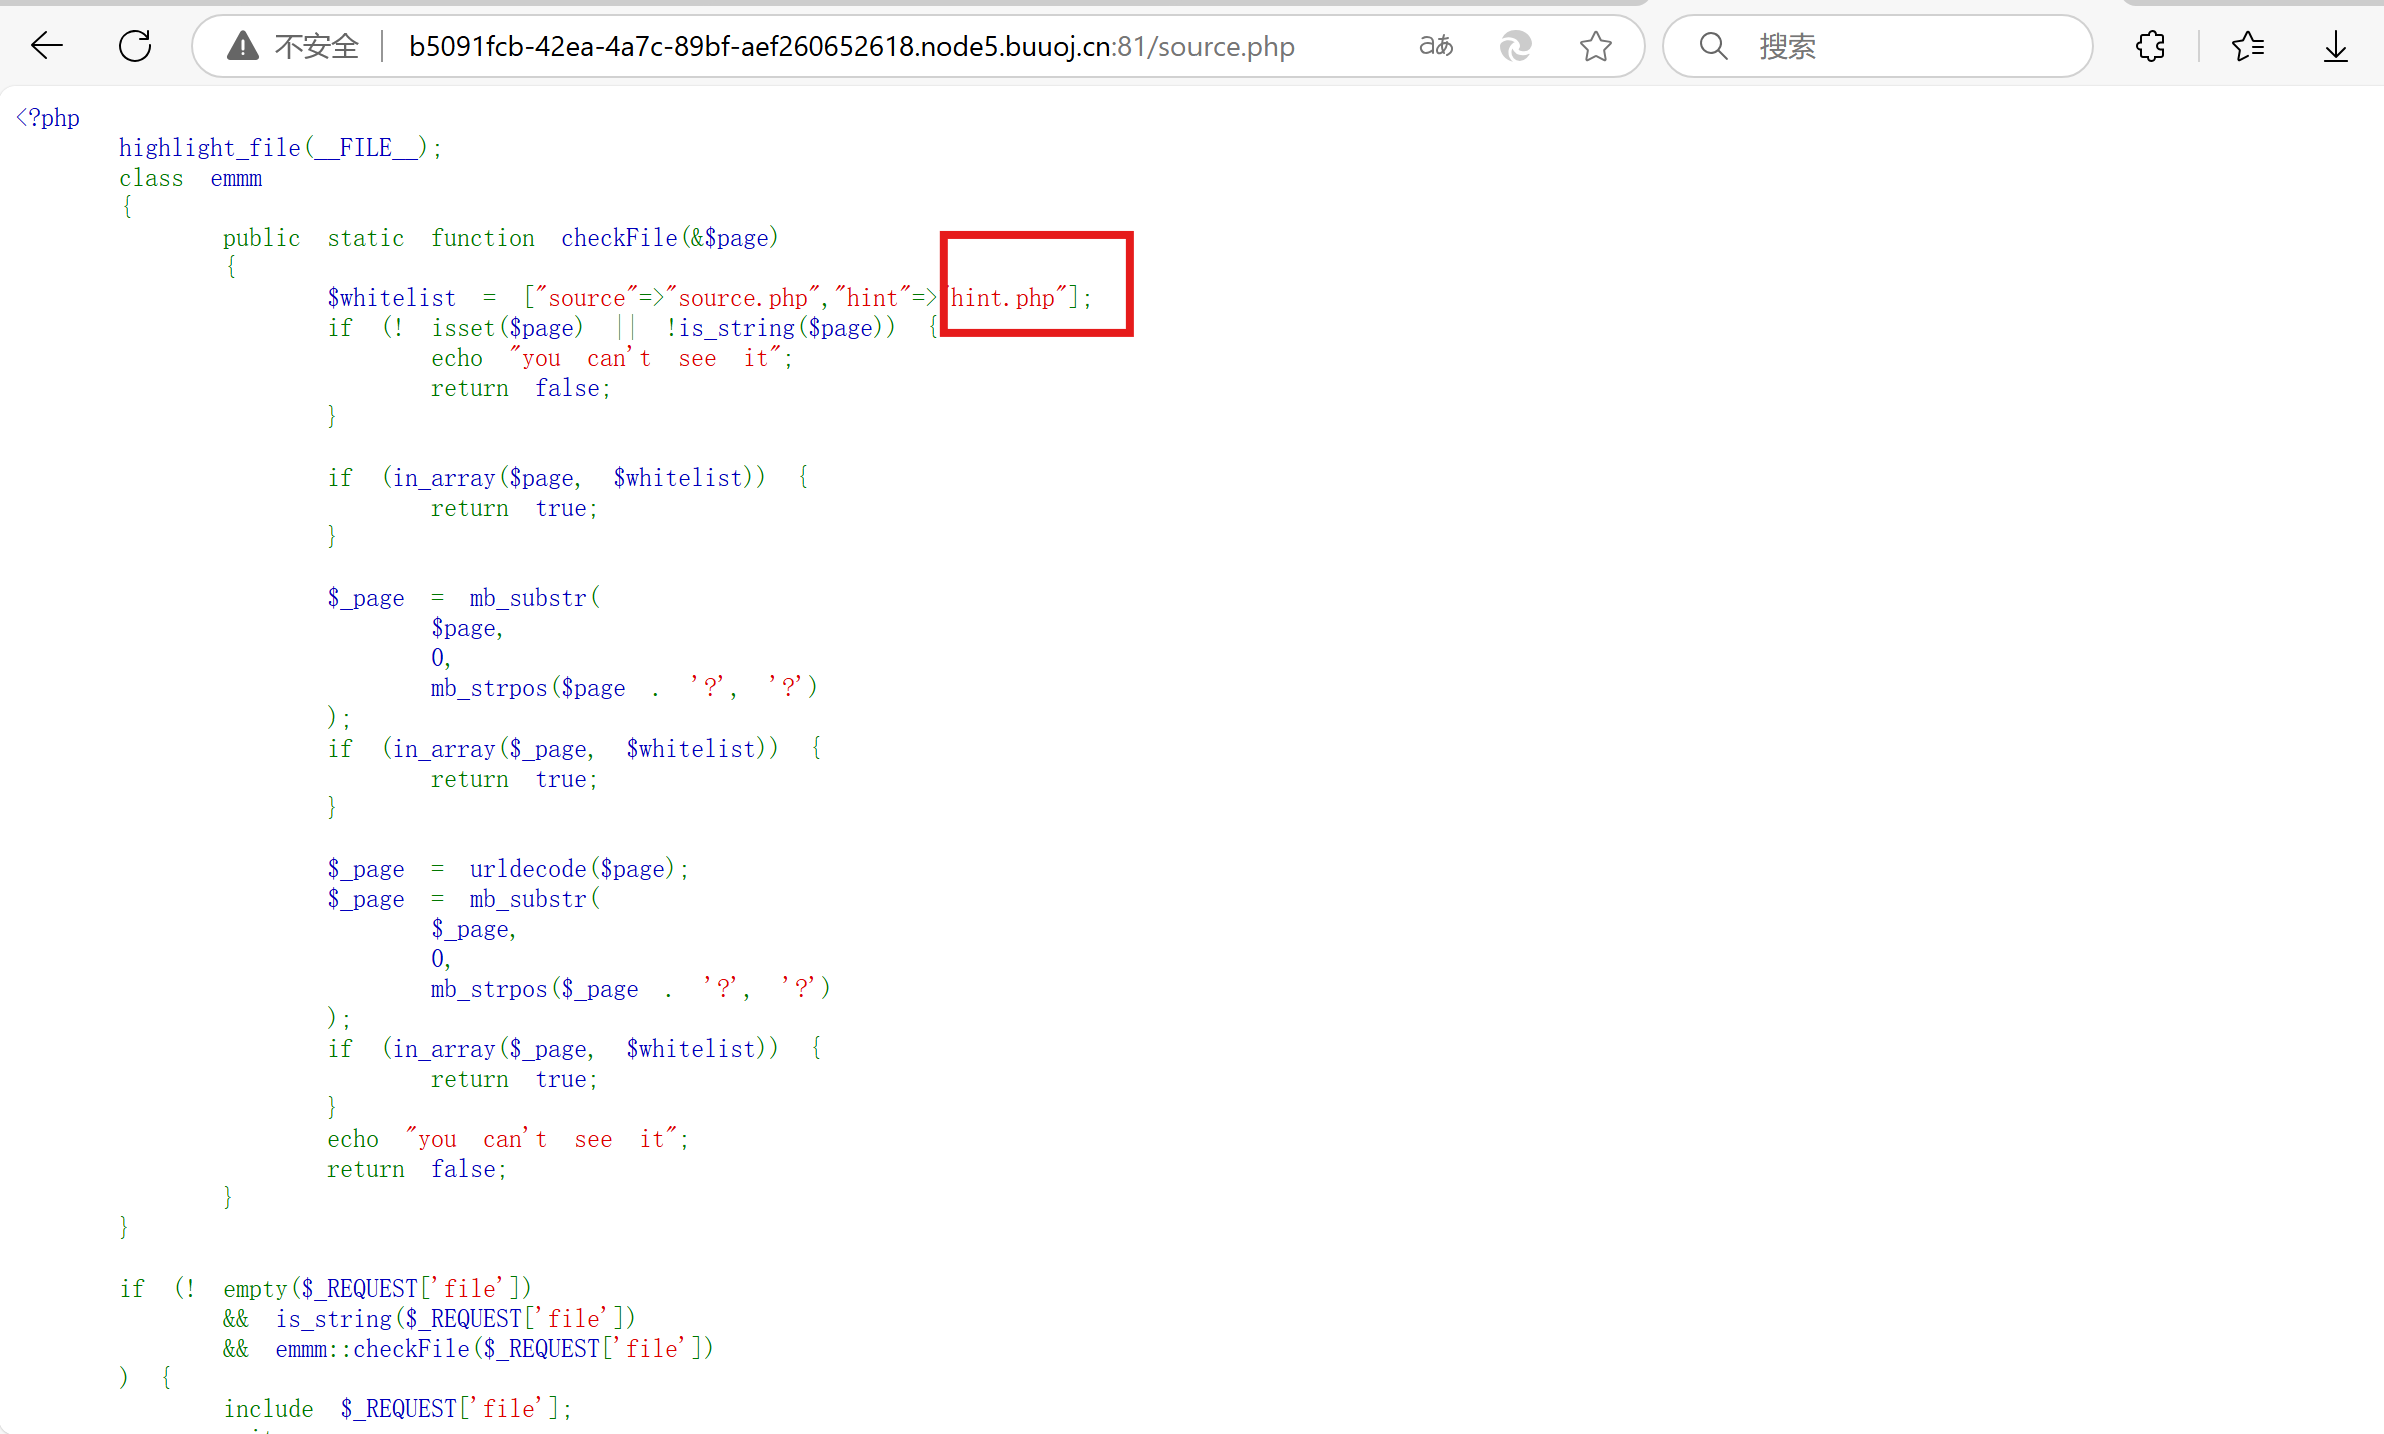 不安全 b5091fcb-42ea-4a7c-89bf-aef260652618.node5.buuoj.cn:81/source.php aあ 搜索
<?php
highlight_file(__FILE__);
class emmm
{
public static function checkFile(&$page)
{
$whitelist = ["source"=>"source.php","hint"=>"hint.php"];
if (! isset($page) || !is_string($page)) {
echo "you can't see it";
return false;
}
if (in_array($page, $whitelist)) {
return true;
}
$_page = mb_substr(
$page,
0,
mb_strpos($page . '?', '?')
);
if (in_array($_page, $whitelist)) {
return true;
}
$_page = urldecode($page);
$_page = mb_substr(
$_page,
0,
mb_strpos($_page . '?', '?')
);
if (in_array($_page, $whitelist)) {
return true;
}
echo "you can't see it";
return false;
}
}
if (! empty($_REQUEST['file'])
&& is_string($_REQUEST['file'])
&& emmm::checkFile($_REQUEST['file'])
) {
include $_REQUEST['file'];